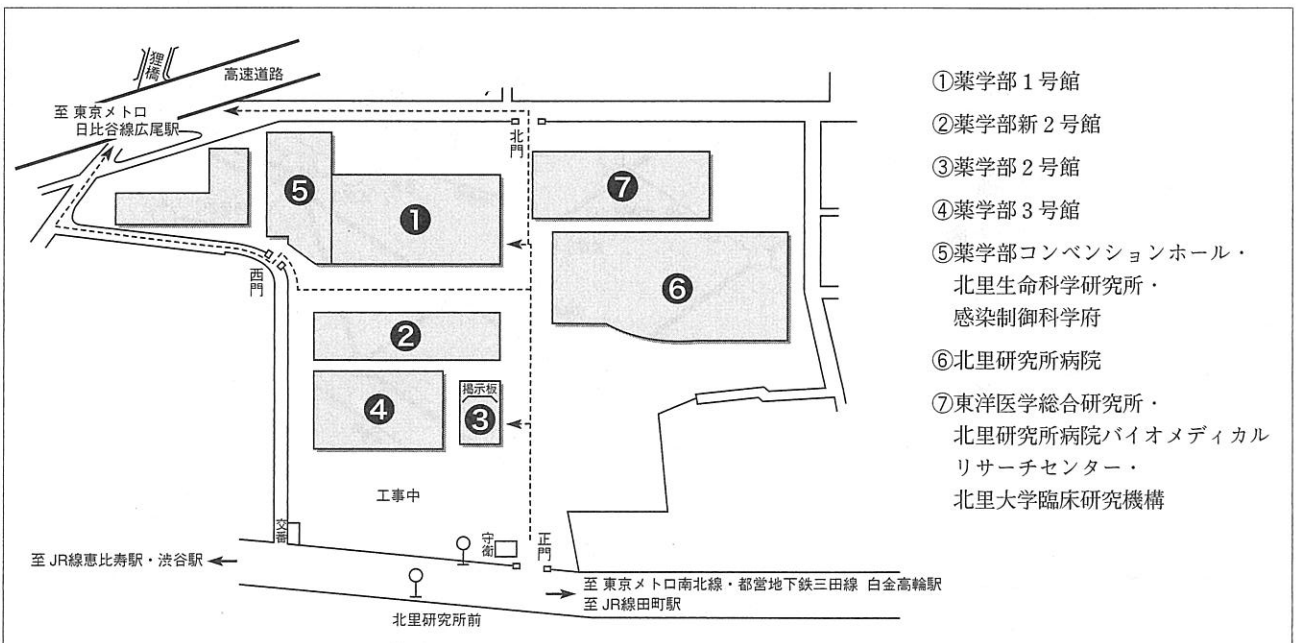 狸橋
高速道路
至 東京メトロ
日比谷線広尾駅
北門
⑤
①
⑦
⑥
西門
②
④
掲示板
③
工事中
交番
守衛
正門
至 JR線恵比寿駅・渋谷駅
北里研究所前
至 東京メトロ南北線・都営地下鉄三田線 白金高輪駅
至 JR線田町駅
①薬学部1号館
②薬学部新2号館
③薬学部2号館
④薬学部3号館
⑤薬学部コンベンションホール・
北里生命科学研究所・
感染制御科学府
⑥北里研究所病院
⑦東洋医学総合研究所・
北里研究所病院バイオメディカル
リサーチセンター・
北里大学臨床研究機構